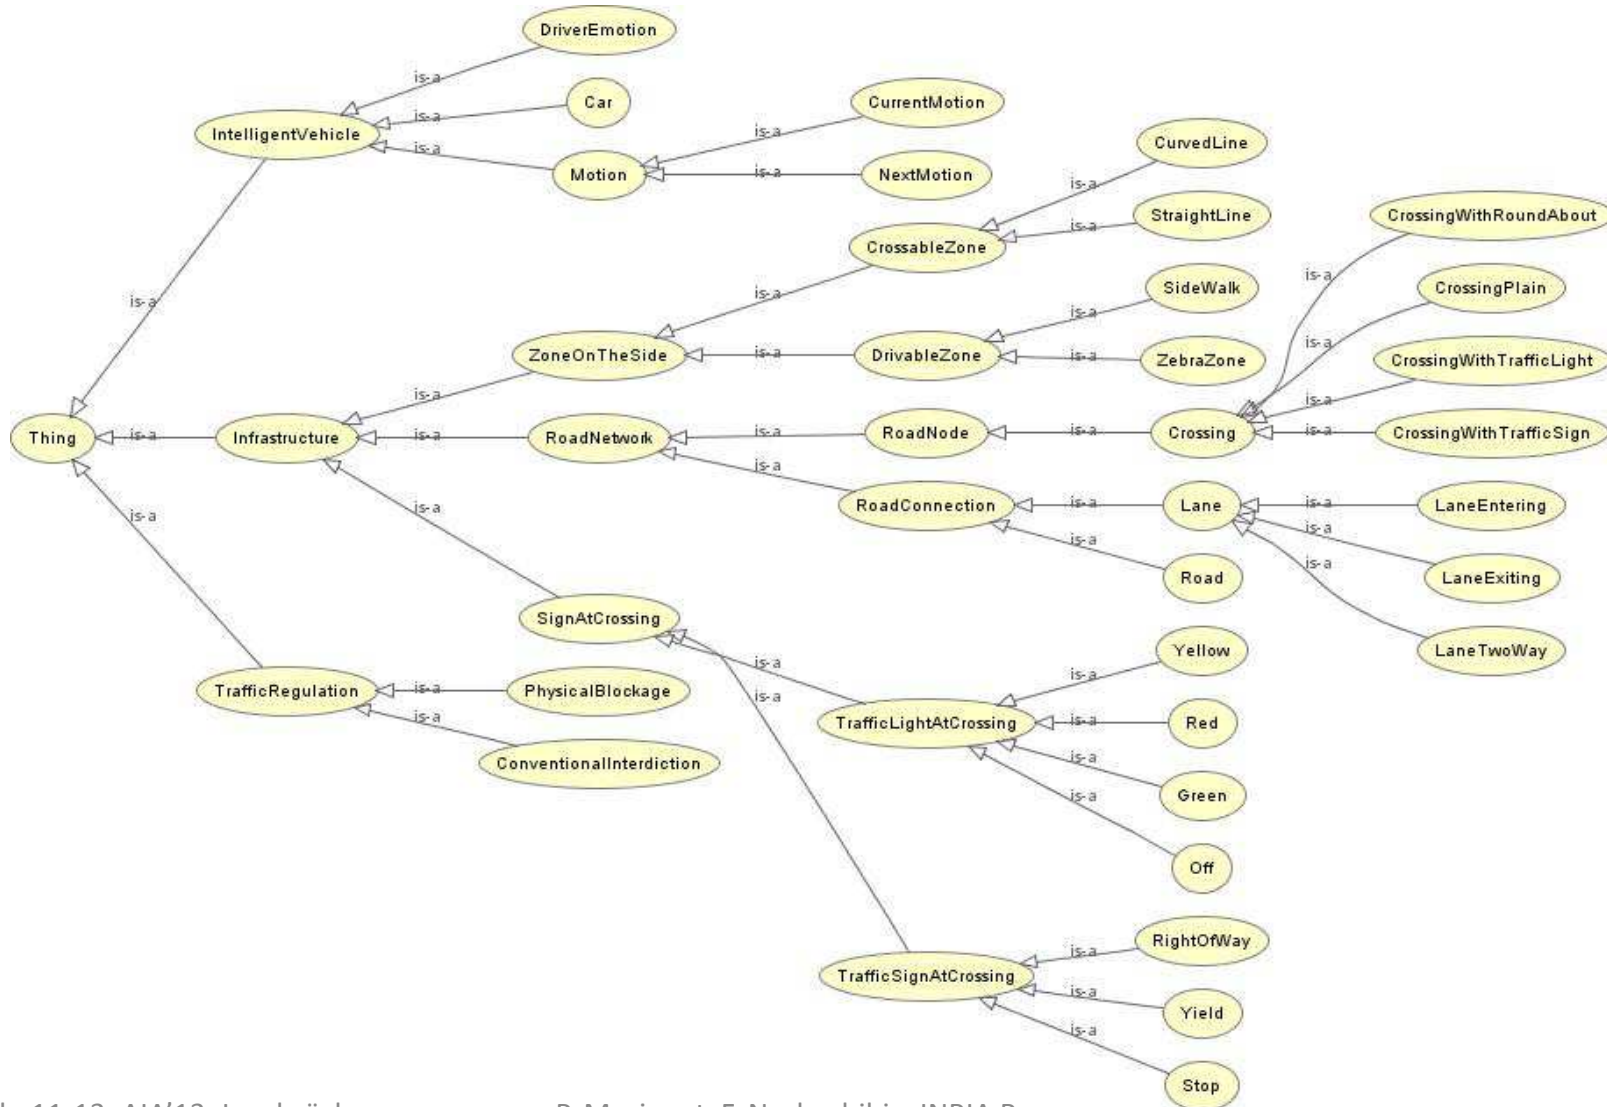 DriverEmotion
is-a
Car
is-a
CurrentMotion
IntelligentVehicle
is-a
is-a
CurvedLine
Motion
is-a
NextMotion
is-a
StraightLine
CrossingWithRoundAbout
is-a
CrossableZone
is-a
is-a
SideWalk
CrossingPlain
is-a
is-a
is-a
ZoneOnTheSide
is-a
DrivableZone
is-a
ZebraZone
is-a
CrossingWithTrafficLight
is-a
is-a
Thing
is-a
Infrastructure
is-a
RoadNetwork
is-a
RoadNode
is-a
Crossing
is-a
CrossingWithTrafficSign
is-a
is-a
is-a
RoadConnection
is-a
Lane
is-a
LaneEntering
is-a
is-a
is-a
Road
is-a
LaneExiting
SignAtCrossing
Yellow
LaneTwoWay
is-a
is-a
TrafficRegulation
is-a
PhysicalBlockage
is-a
is-a
TrafficLightAtCrossing
is-a
Red
ConventionalInterdiction
is-a
Green
is-a
Off
RightOfWay
is-a
TrafficSignAtCrossing
is-a
Yield
is-a
Stop